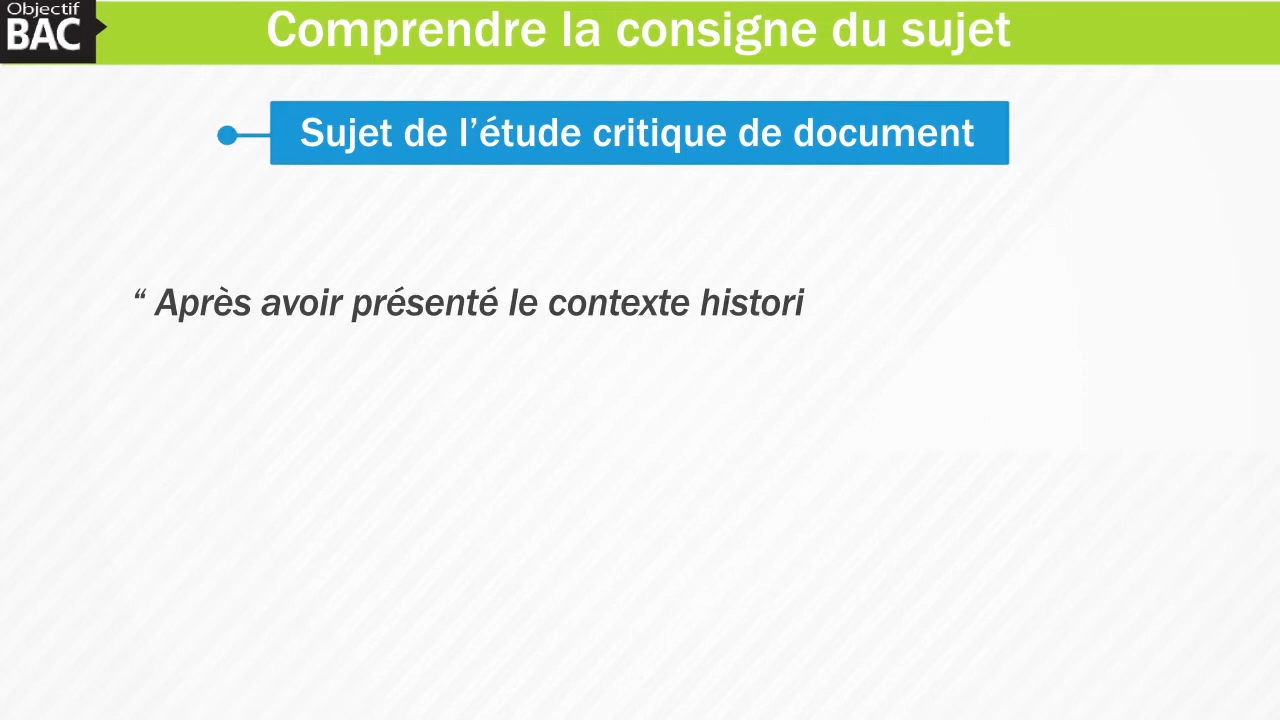 Objectif
BAC
Comprendre la consigne du sujet
Sujet de l’étude critique de document
“ Après avoir présenté le contexte histori